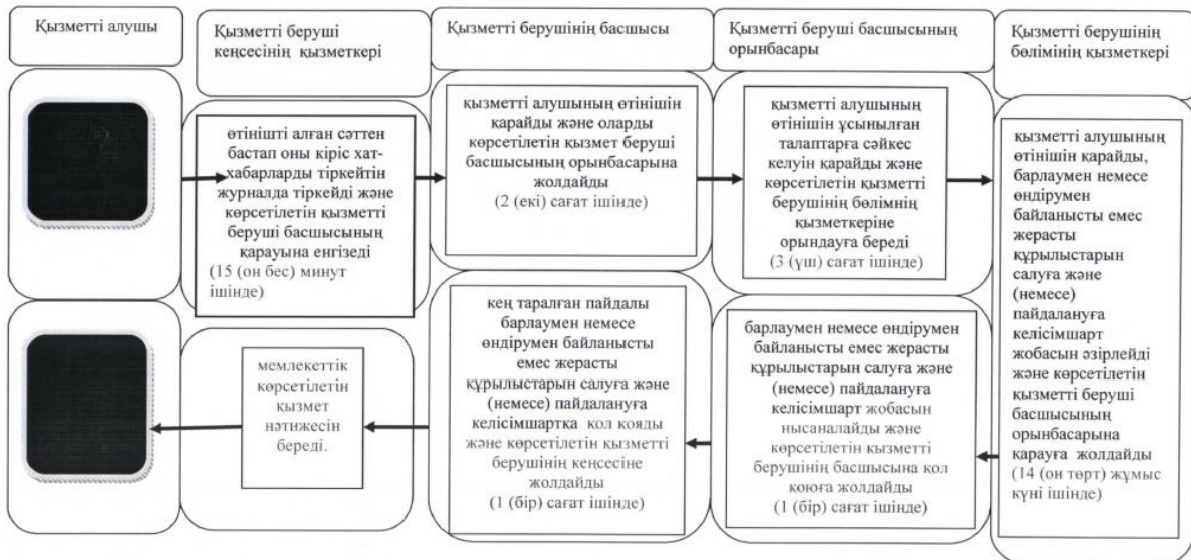 Қызметті алушы
Қызметті беруші
кеңсесінің қызметкері
Қызметті берушінің басшысы
Қызметті беруші басшысының
орынбасары
Қызметті берушінің
бөлімінің қызметкері
өтінішті алған сәттен
бастап оны кіріс хат-
хабарларды тіркейтін
журналда тіркейді және
көрсетілетін қызметті
беруші басшысының
қарауына енгізеді
(15 (он бес) минут
ішінде)
қызметті алушының өтінішін
қарайды және оларды
көрсетілетін қызмет беруші
басшысының орынбасарына
жолдайды
(2 (екі) сағат ішінде)
қызметті алушының
өтінішін ұсынылған
талаптарға сәйкес
келуін қарайды және
көрсетілетін қызметті
берушінің бөлімнің
қызметкеріне
орындауға береді
(3 (үш) сағат ішінде)
қызметті алушының
өтінішін қарайды,
барлаумен немесе
өндірумен
байланысты емес
жерасты
құрылыстарын
салуға және
(немесе)
пайдалануға
келісімшарт
жобасын әзірлейді
және көрсетілетін
қызметті беруші
басшысының
орынбасарына
қарауға жолдайды
(14 (он төрт) жұмыс
күні ішінде)
барлаумен немесе өндірумен
байланысты емес жерасты
құрылыстарын салуға және
(немесе) пайдалануға
келісімшарт жобасын
нысаналайды және
көрсетілетін қызметті
берушінің басшысына қол
қоюға жолдайды
(1 (бір) сағат ішінде)
кең таралған пайдалы
барлаумен немесе
өндірумен байланысты
емес жерасты
құрылыстарын салуға және
(немесе) пайдалануға
келісімшартқа қол қояды
және көрсетілетін қызметті
берушінің кеңсесіне
жолдайды
(1 (бір) сағат ішінде)
мемлекеттік
көрсетілетін
қызмет
нәтижесін
береді.